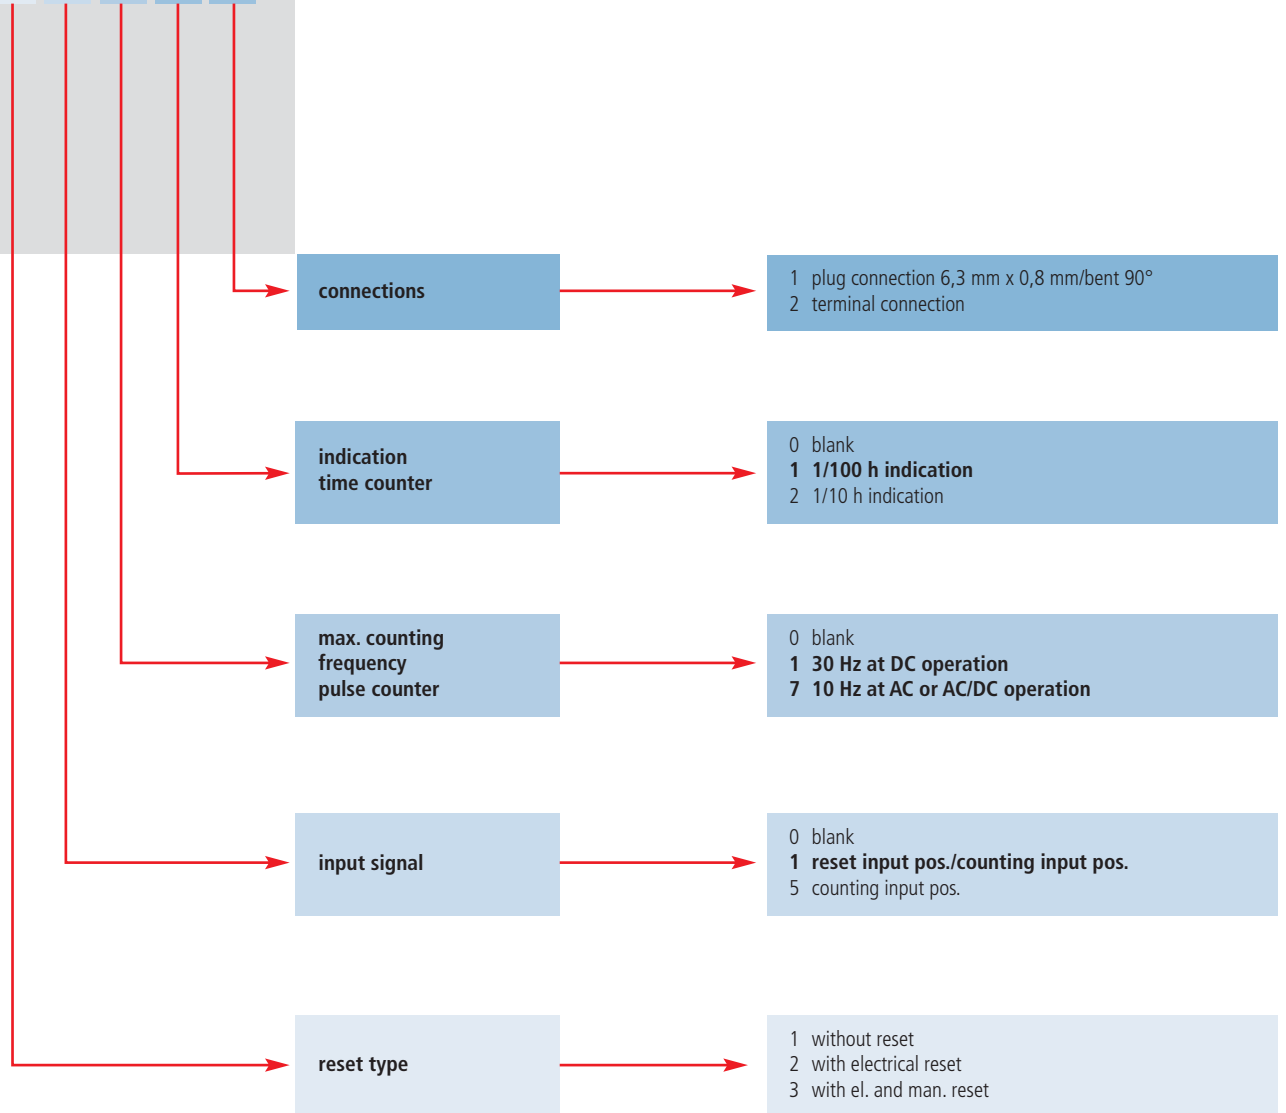 connections
1 plug connection 6,3 mm x 0,8 mm/bent 90°
2 terminal connection
indication
time counter
0 blank
1 1/100 h indication
2 1/10 h indication
max. counting
frequency
pulse counter
0 blank
1 30 Hz at DC operation
7 10 Hz at AC or AC/DC operation
input signal
0 blank
1 reset input pos./counting input pos.
5 counting input pos.
reset type
1 without reset
2 with electrical reset
3 with el. and man. reset